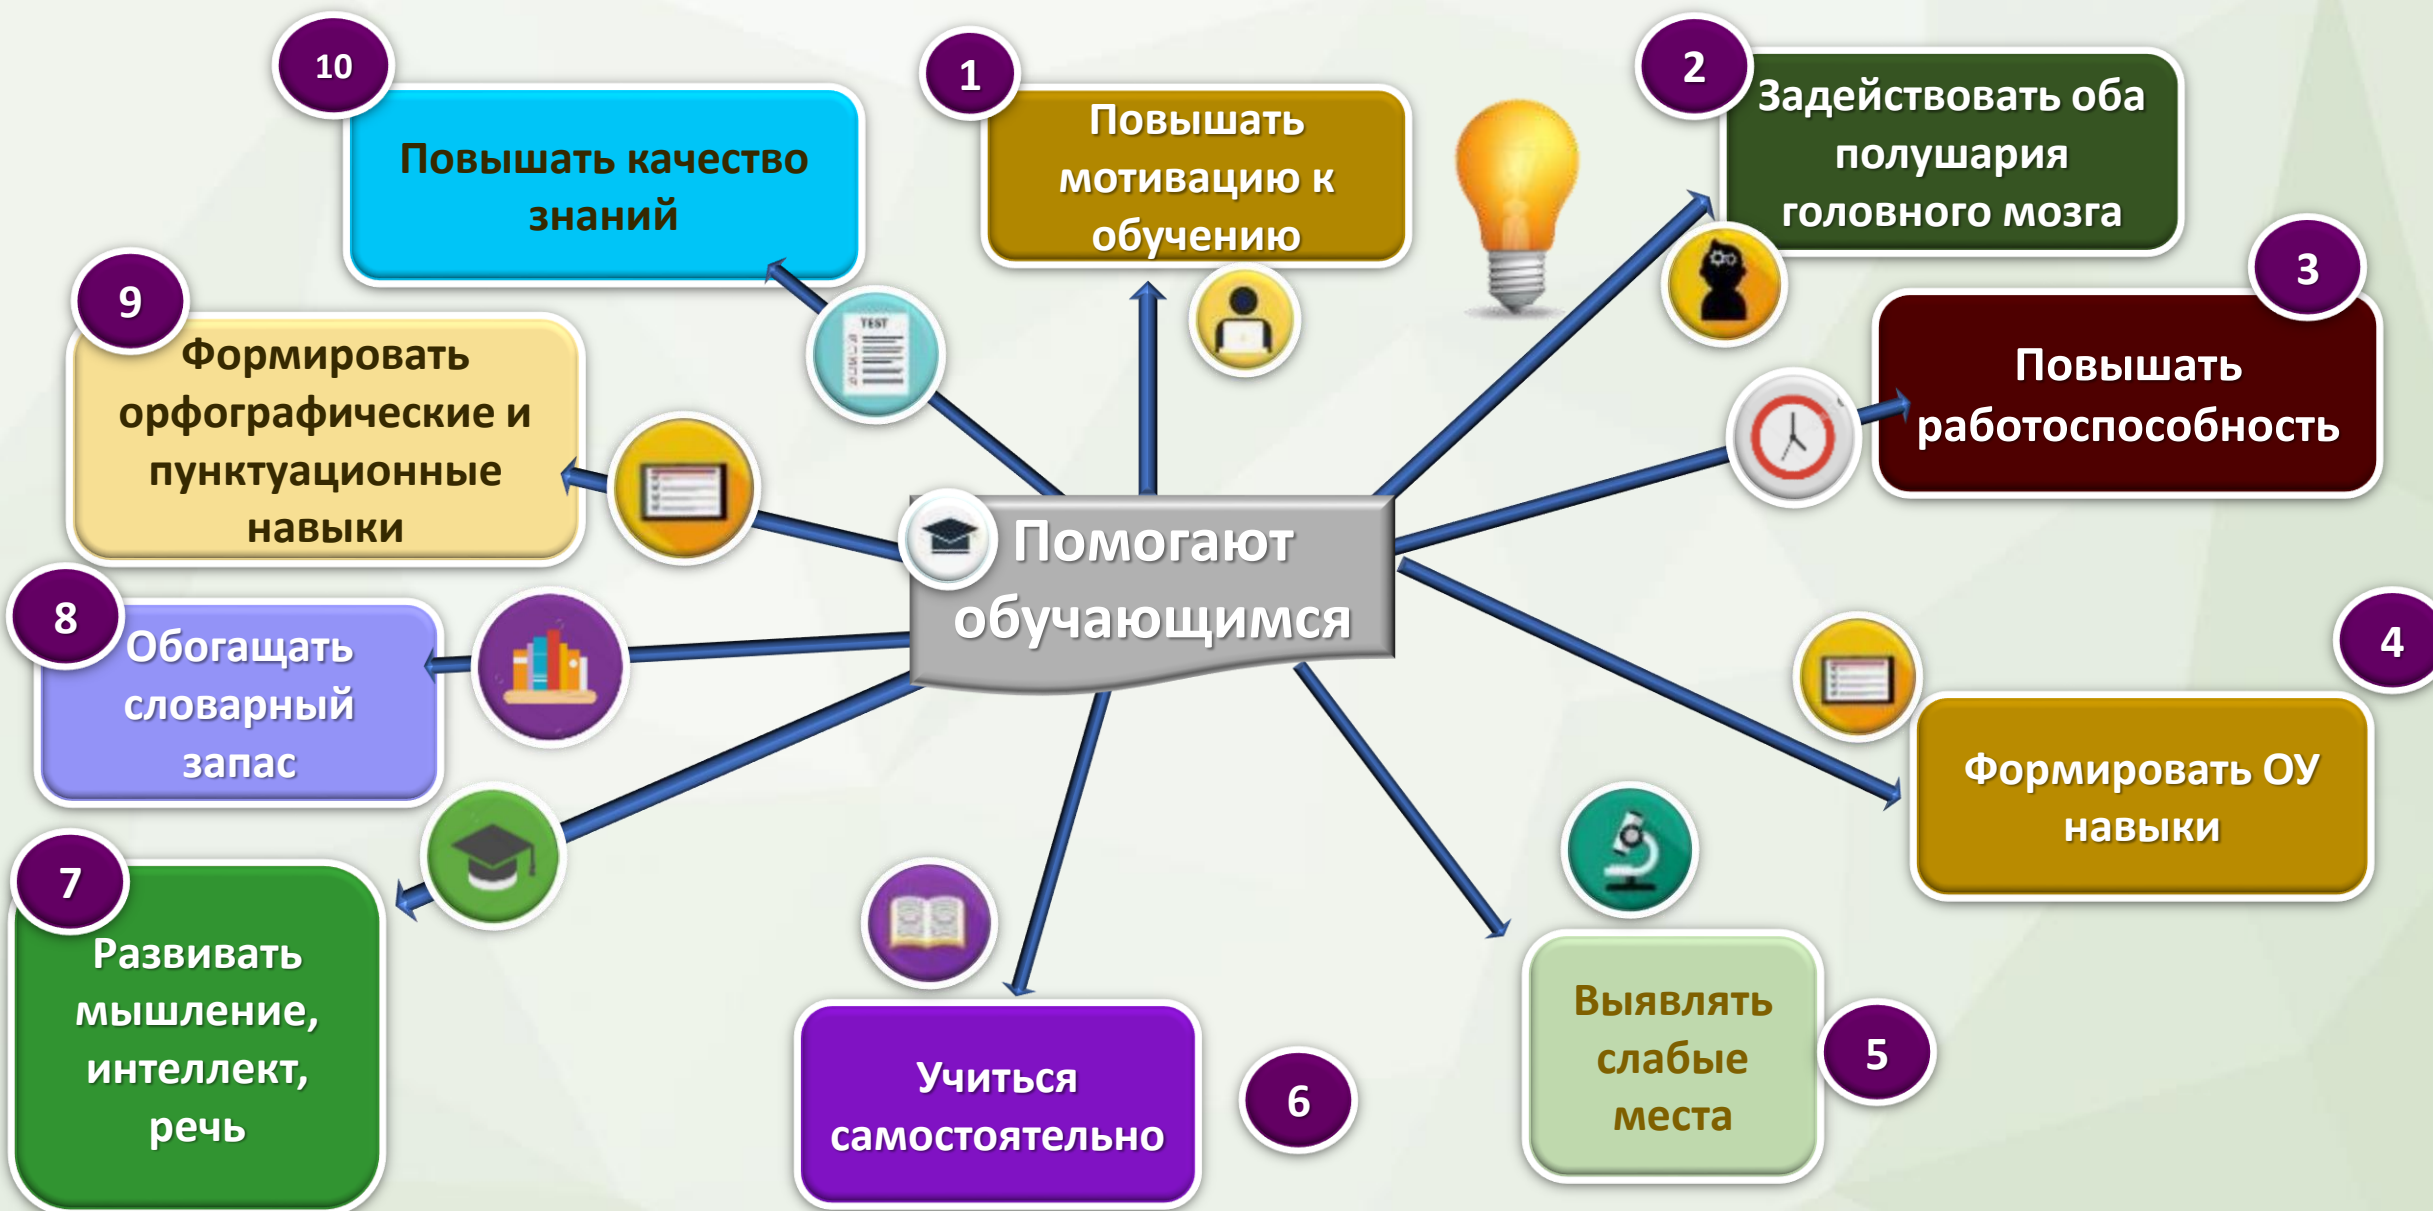 Помогают
обучающимся
1
Повышать
мотивацию к
обучению
2
Задействовать оба
полушария
головного мозга
3
Повышать
работоспособность
4
Формировать ОУ
навыки
5
Выявлять
слабые
места
6
Учиться
самостоятельно
7
Развивать
мышление,
интеллект,
речь
8
Обогащать
словарный
запас
9
Формировать
орфографические и
пунктуационные
навыки
10
Повышать качество
знаний
TEST